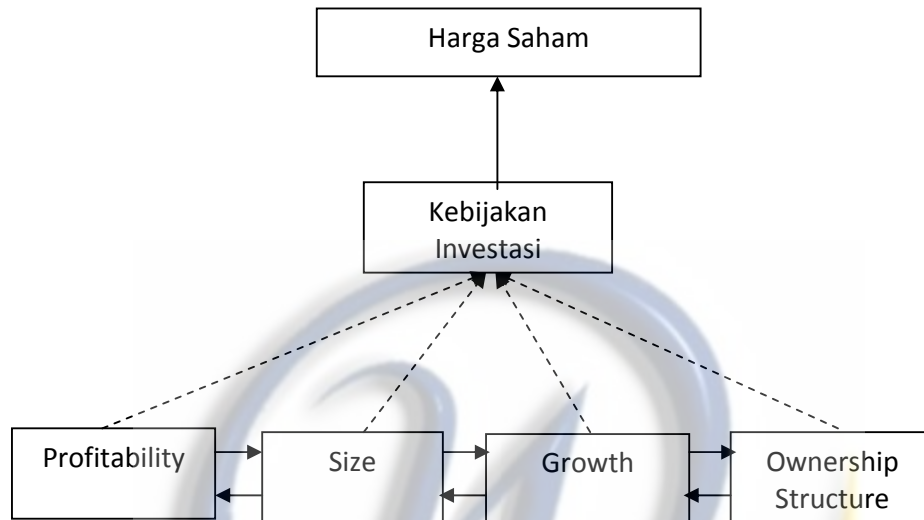 Harga Saham
Kebijakan
Investasi
Profitability
Size
Growth
Ownership
Structure